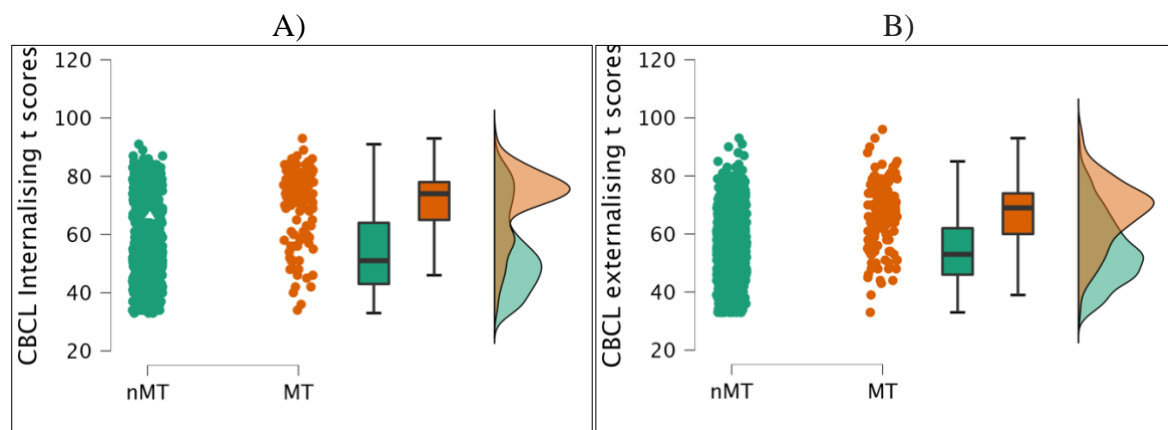 A)
CBCL Internalising t scores
120
100
80
60
40
20
nMT
MT
B)
CBCL externalising t scores
120
100
80
60
40
20
nMT
MT